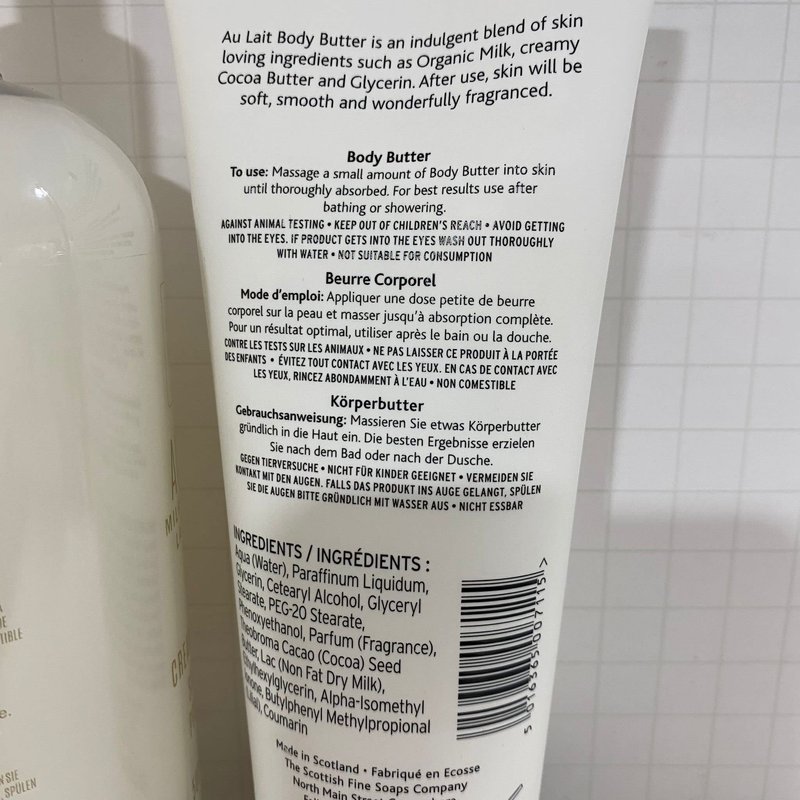 Au Lait Body Butter is an indulgent blend of skin
loving ingredients such as Organic Milk, creamy
Cocoa Butter and Glycerin. After use, skin will be
soft, smooth and wonderfully fragranced.
Body Butter
To use: Massage a small amount of Body Butter into skin
until thoroughly absorbed. For best results use after
bathing or showering.
AGAINST ANIMAL TESTING • KEEP OUT OF CHILDREN'S REACH • AVOID GETTING
INTO THE EYES. IF PRODUCT GETS INTO THE EYES WASH OUT THOROUGHLY
WITH WATER • NOT SUITABLE FOR CONSUMPTION
Beurre Corporel
Mode d'emploi: Appliquer une dose petite de beurre
corporel sur la peau et masser jusqu'à absorption complète.
Pour un résultat optimal, utiliser après le bain ou la douche.
CONTRE LES TESTS SUR LES ANIMAUX • NE PAS LAISSER CE PRODUIT À LA PORTÉE
DES ENFANTS • ÉVITEZ TOUT CONTACT AVEC LES YEUX. EN CAS DE CONTACT AVEC
LES YEUX, RINCEZ ABONDAMMENT À L'EAU • NON COMESTIBLE
Körperbutter
Gebrauchsanweisung: Massieren Sie etwas Körperbutter
gründlich in die Haut ein. Die besten Ergebnisse erzielen
Sie nach dem Bad oder nach der Dusche.
GEGEN TIERVERSUCHE • NICHT FÜR KINDER GEEIGNET • VERMEIDEN SIE
KONTAKT MIT DEN AUGEN. FALLS DAS PRODUKT INS AUGE GELANGT, SPÜLEN
SIE DIE AUGEN BITTE GRÜNDLICH MIT WASSER AUS • NICHT ESSBAR
INGREDIENTS / INGRÉDIENTS :
Aqua (Water), Paraffinum Liquidum,
Glycerin, Cetearyl Alcohol, Glyceryl
Stearate, PEG-20 Stearate,
Phenoxyethanol, Parfum (Fragrance),
Theobroma Cacao (Cocoa) Seed
Butter, Lac (Non Fat Dry Milk),
Ethylhexylglycerin, Alpha-Isomethyl
Ionone, Butylphenyl Methylpropional
(Lilial), Coumarin
5 016365 007115 >
Made in Scotland • Fabriqué en Ecosse
The Scottish Fine Soaps Company
North Main Street
SPÜLEN